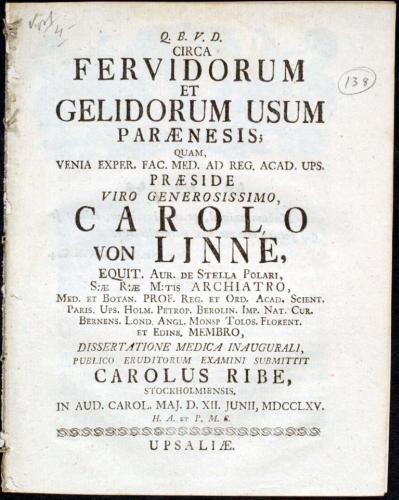 Q. B. V. D.
CIRCA
FERVIDORUM
ET
GELIDORUM USUM
PARÆNESIS;
QUAM,
VENIA EXPER. FAC. MED. AD REG. ACAD. UPS.
PRÆSIDE
VIRO GENEROSISSIMO,
CAROLO
VON LINNÉ,
EQUIT. AUR. DE STELLA POLARI,
S:Æ R:Æ M:TIS ARCHIATRO,
MED. ET BOTAN. PROF. REG. ET ORD. ACAD. SCIENT.
PARIS. UPS. HOLM. PETROP. BEROLIN. IMP. NAT. CUR.
BERNENS. LOND. ANGL. MONSP TOLOS. FLORENT.
ET EDINB. MEMBRO,
DISSERTATIONE MEDICA INAUGURALI,
PUBLICO ERUDITORUM EXAMINI SUBMITTIT
CAROLUS RIBE,
STOCKHOLMIENSIS.
IN AUD. CAROL. MAJ. D. XII. JUNII, MDCCLXV.
H. A. ET P. M. S.
UPSALIÆ.
138